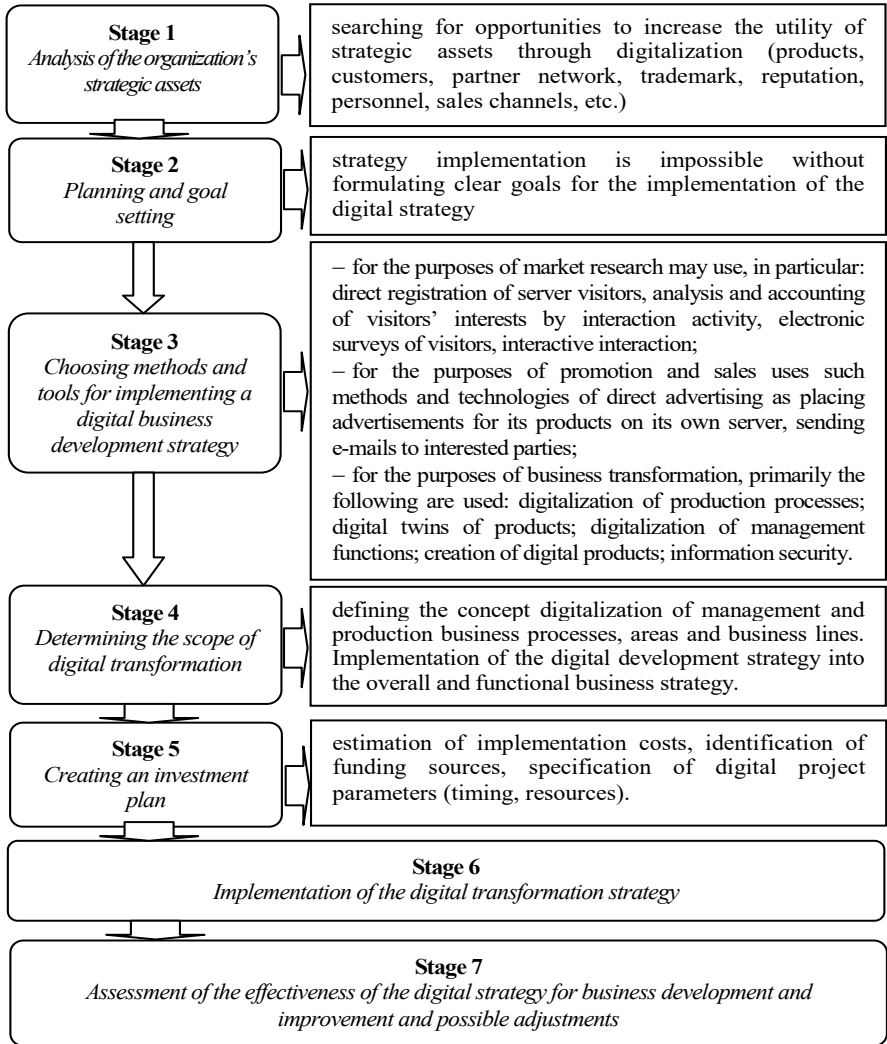 Stage 1
Analysis of the organization's
strategic assets
searching for opportunities to increase the utility of
strategic assets through digitalization (products,
customers, partner network, trademark, reputation,
personnel, sales channels, etc.)
Stage 2
Planning and goal
setting
strategy implementation is impossible without
formulating clear goals for the implementation of the
digital strategy
Stage 3
Choosing methods and
tools for implementing a
digital business
development strategy
– for the purposes of market research may use, in particular:
direct registration of server visitors, analysis and accounting
of visitors' interests by interaction activity, electronic
surveys of visitors, interactive interaction;
– for the purposes of promotion and sales uses such
methods and technologies of direct advertising as placing
advertisements for its products on its own server, sending
e-mails to interested parties;
– for the purposes of business transformation, primarily the
following are used: digitalization of production processes;
digital twins of products; digitalization of management
functions; creation of digital products; information security.
Stage 4
Determining the scope of
digital transformation
defining the concept digitalization of management and
production business processes, areas and business lines.
Implementation of the digital development strategy into
the overall and functional business strategy.
Stage 5
Creating an investment
plan
estimation of implementation costs, identification of
funding sources, specification of digital project
parameters (timing, resources).
Stage 6
Implementation of the digital transformation strategy
Stage 7
Assessment of the effectiveness of the digital strategy for business development and
improvement and possible adjustments